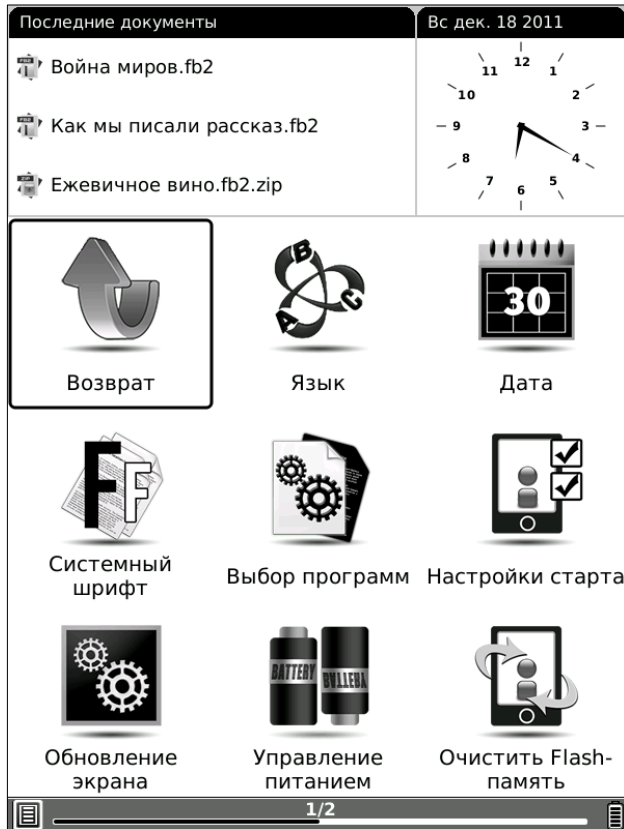 Последние документы
Вс дек. 18 2011
Война миров.fb2
Как мы писали рассказ.fb2
Ежевичное вино.fb2.zip
12
1
2
3
4
5
6
7
8
9
10
11
Возврат
B
A
C
Язык
30
Дата
F
F
Системный
шрифт
Выбор программ
Настройки старта
Обновление
экрана
BATTERY
BATTERY
Управление
питанием
Очистить Flash-
память
1/2